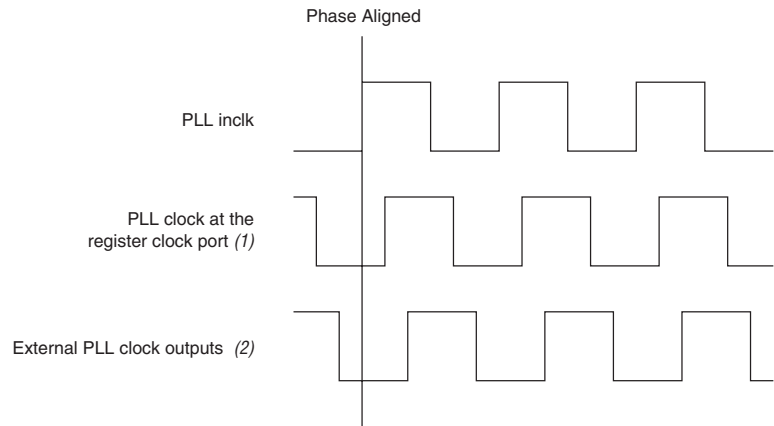 Phase Aligned
PLL inclk
PLL clock at the
register clock port (1)
External PLL clock outputs (2)